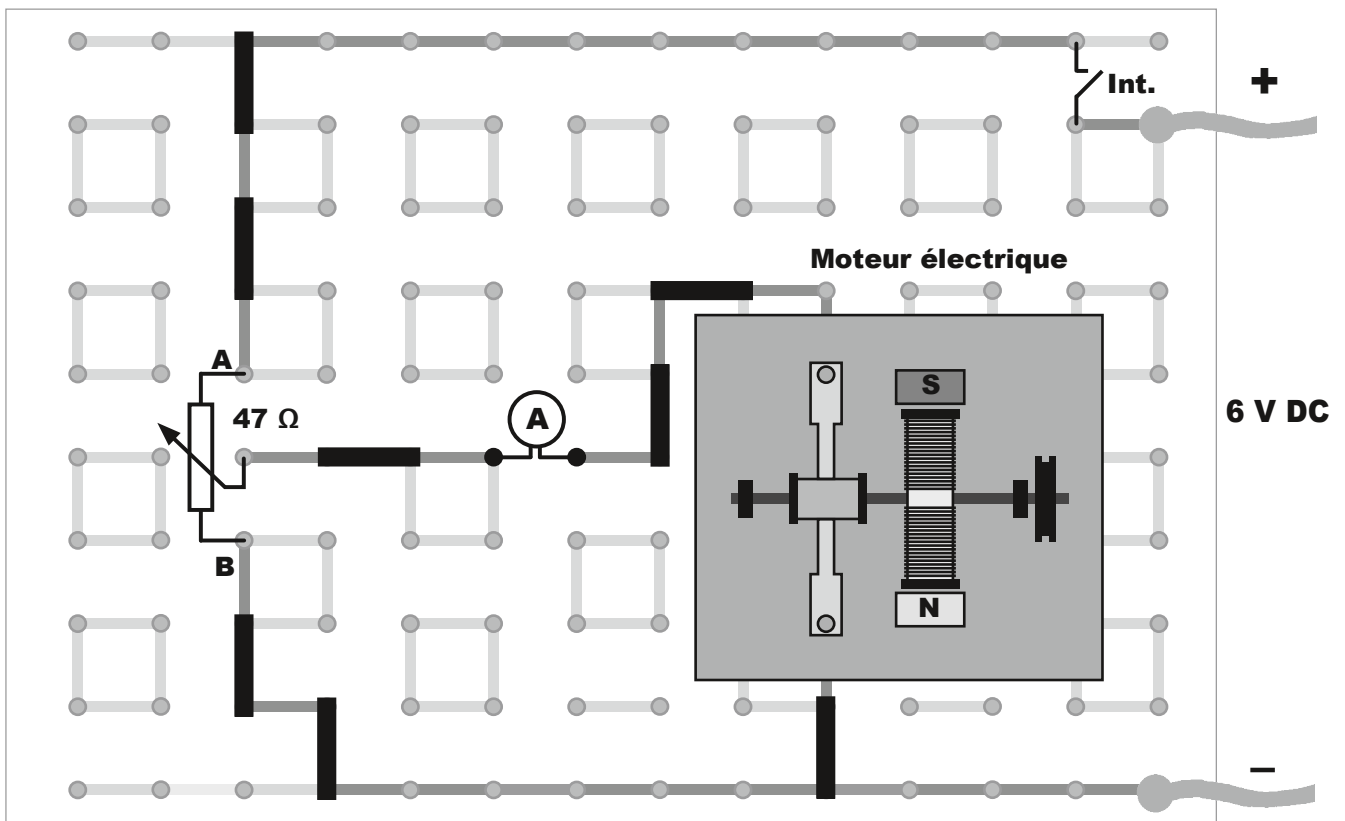 Int.
+
Moteur électrique
A
47 Ω
A
S
6 V DC
B
N
−